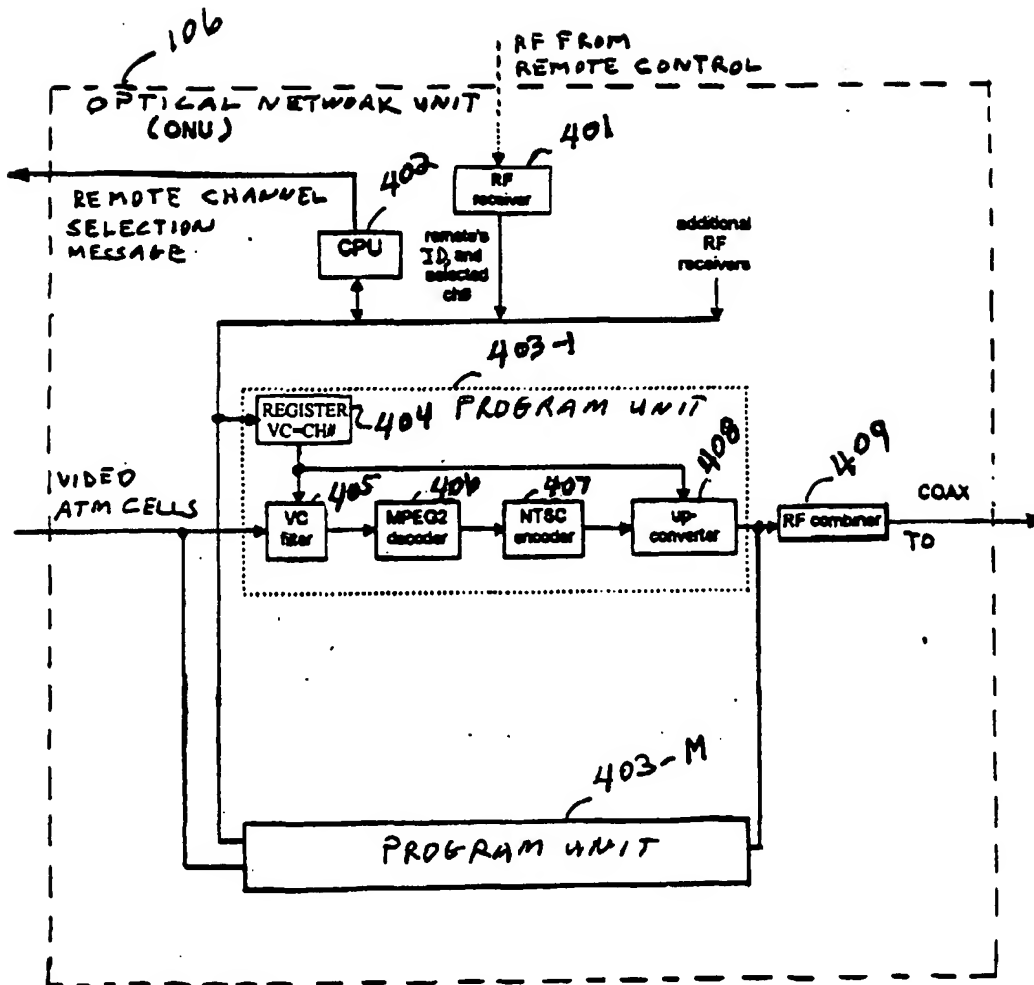 106
RF FROM
REMOTE CONTROL
OPTICAL NETWORK UNIT
(ONU)
401
402
RF
receiver
REMOTE CHANNEL
SELECTION
MESSAGE
CPU
remote's
ID, and
selected
ch#
additional
RF
receivers
403-1
REGISTER
VC=CH#
404
PROGRAM UNIT
408
409
VIDEO
ATM CELLS
405
406
407
COAX
VC
filter
MPEG2
decoder
NTSC
encoder
up-
converter
RF combiner
TO
403-M
PROGRAM UNIT